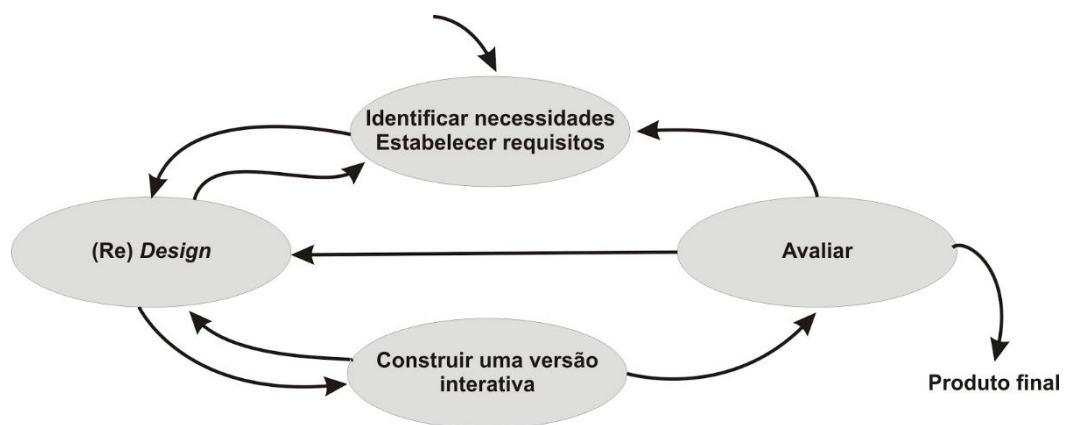 Identificar necessidades
Estabelecer requisitos
(Re) Design
Avaliar
Construir uma versão
interativa
Produto final